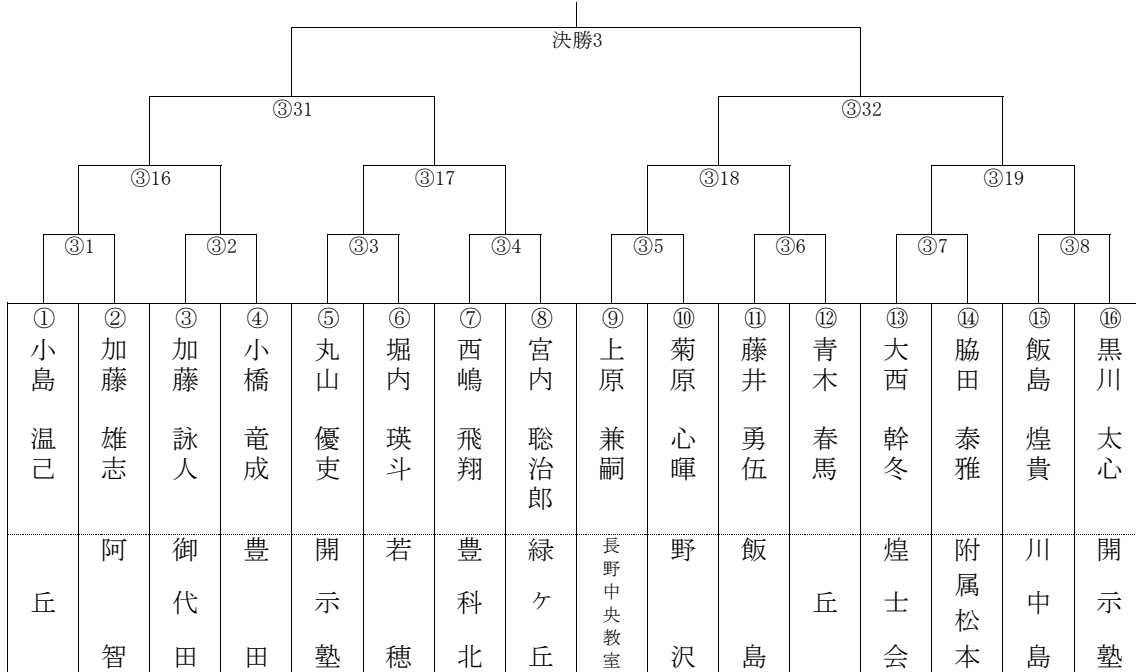 決勝3
③31
③32
③16
③17
③18
③19
③1
③2
③3
③4
③5
③6
③7
③8
① 小島 温己 丘
② 加藤 雄志 阿智
③ 加藤 詠人 御代田
④ 小橋 竜成 豊田
⑤ 丸山 優吏 開示塾
⑥ 堀内 瑛斗 若穂
⑦ 西嶋 飛翔 豊科北
⑧ 宮内 聡治郎 緑ヶ丘
⑨ 上原 兼嗣 長野中央教室
⑩ 菊原 心暉 野沢
⑪ 藤井 勇伍 飯島
⑫ 青木 春馬 丘
⑬ 大西 幹冬 煌士会
⑭ 脇田 泰雅 附属松本
⑮ 飯島 煌貴 川中島
⑯ 黒川 太心 開示塾